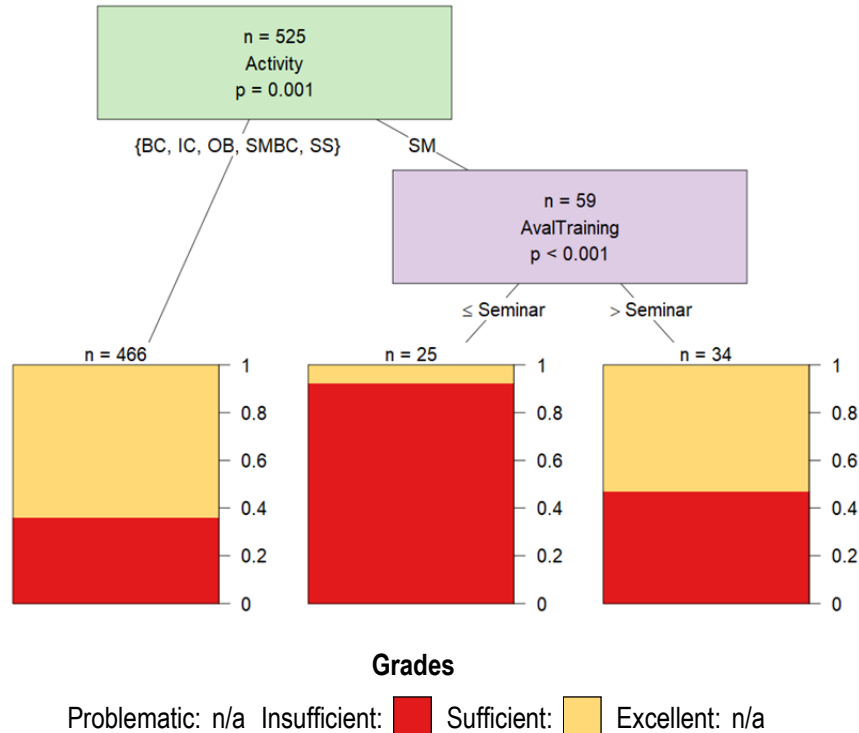 n = 525
Activity
p = 0.001
{BC, IC, OB, SMBC, SS}
SM
n = 59
AvalTraining
p < 0.001
≤ Seminar
> Seminar
n = 466
n = 25
n = 34
1
0.8
0.6
0.4
0.2
0
1
0.8
0.6
0.4
0.2
0
1
0.8
0.6
0.4
0.2
0
Grades
Problematic: n/a Insufficient: Sufficient: Excellent: n/a